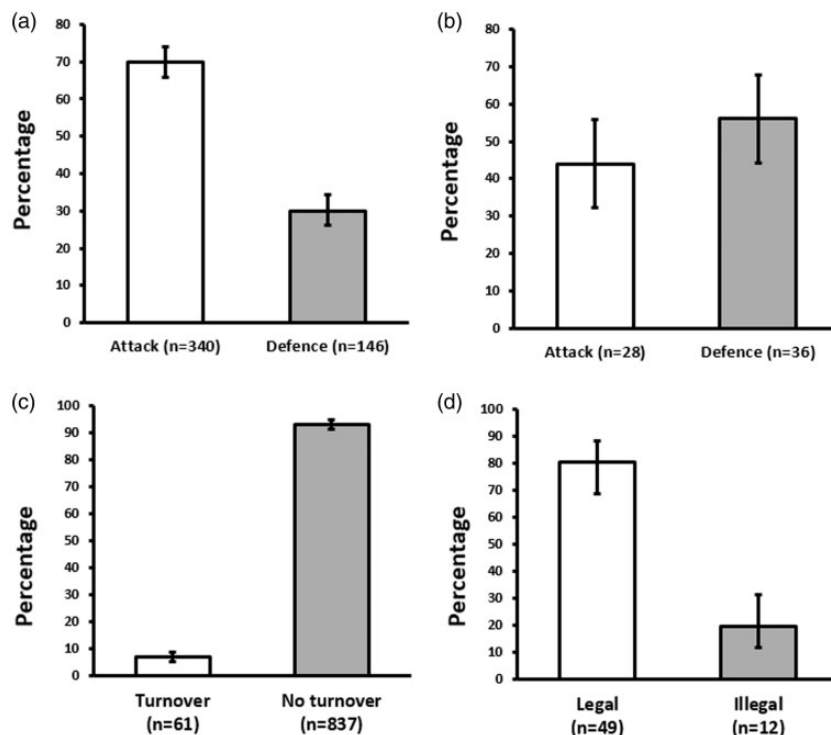 (a)
80
70
60
50
40
30
20
10
0
Percentage
Attack (n=340) Defence (n=146)
(b)
80
70
60
50
40
30
20
10
0
Percentage
Attack (n=28) Defence (n=36)
(c)
100
90
80
70
60
50
40
30
20
10
0
Percentage
Turnover No turnover
(n=61) (n=837)
(d)
100
90
80
70
60
50
40
30
20
10
0
Percentage
Legal Illegal
(n=49) (n=12)